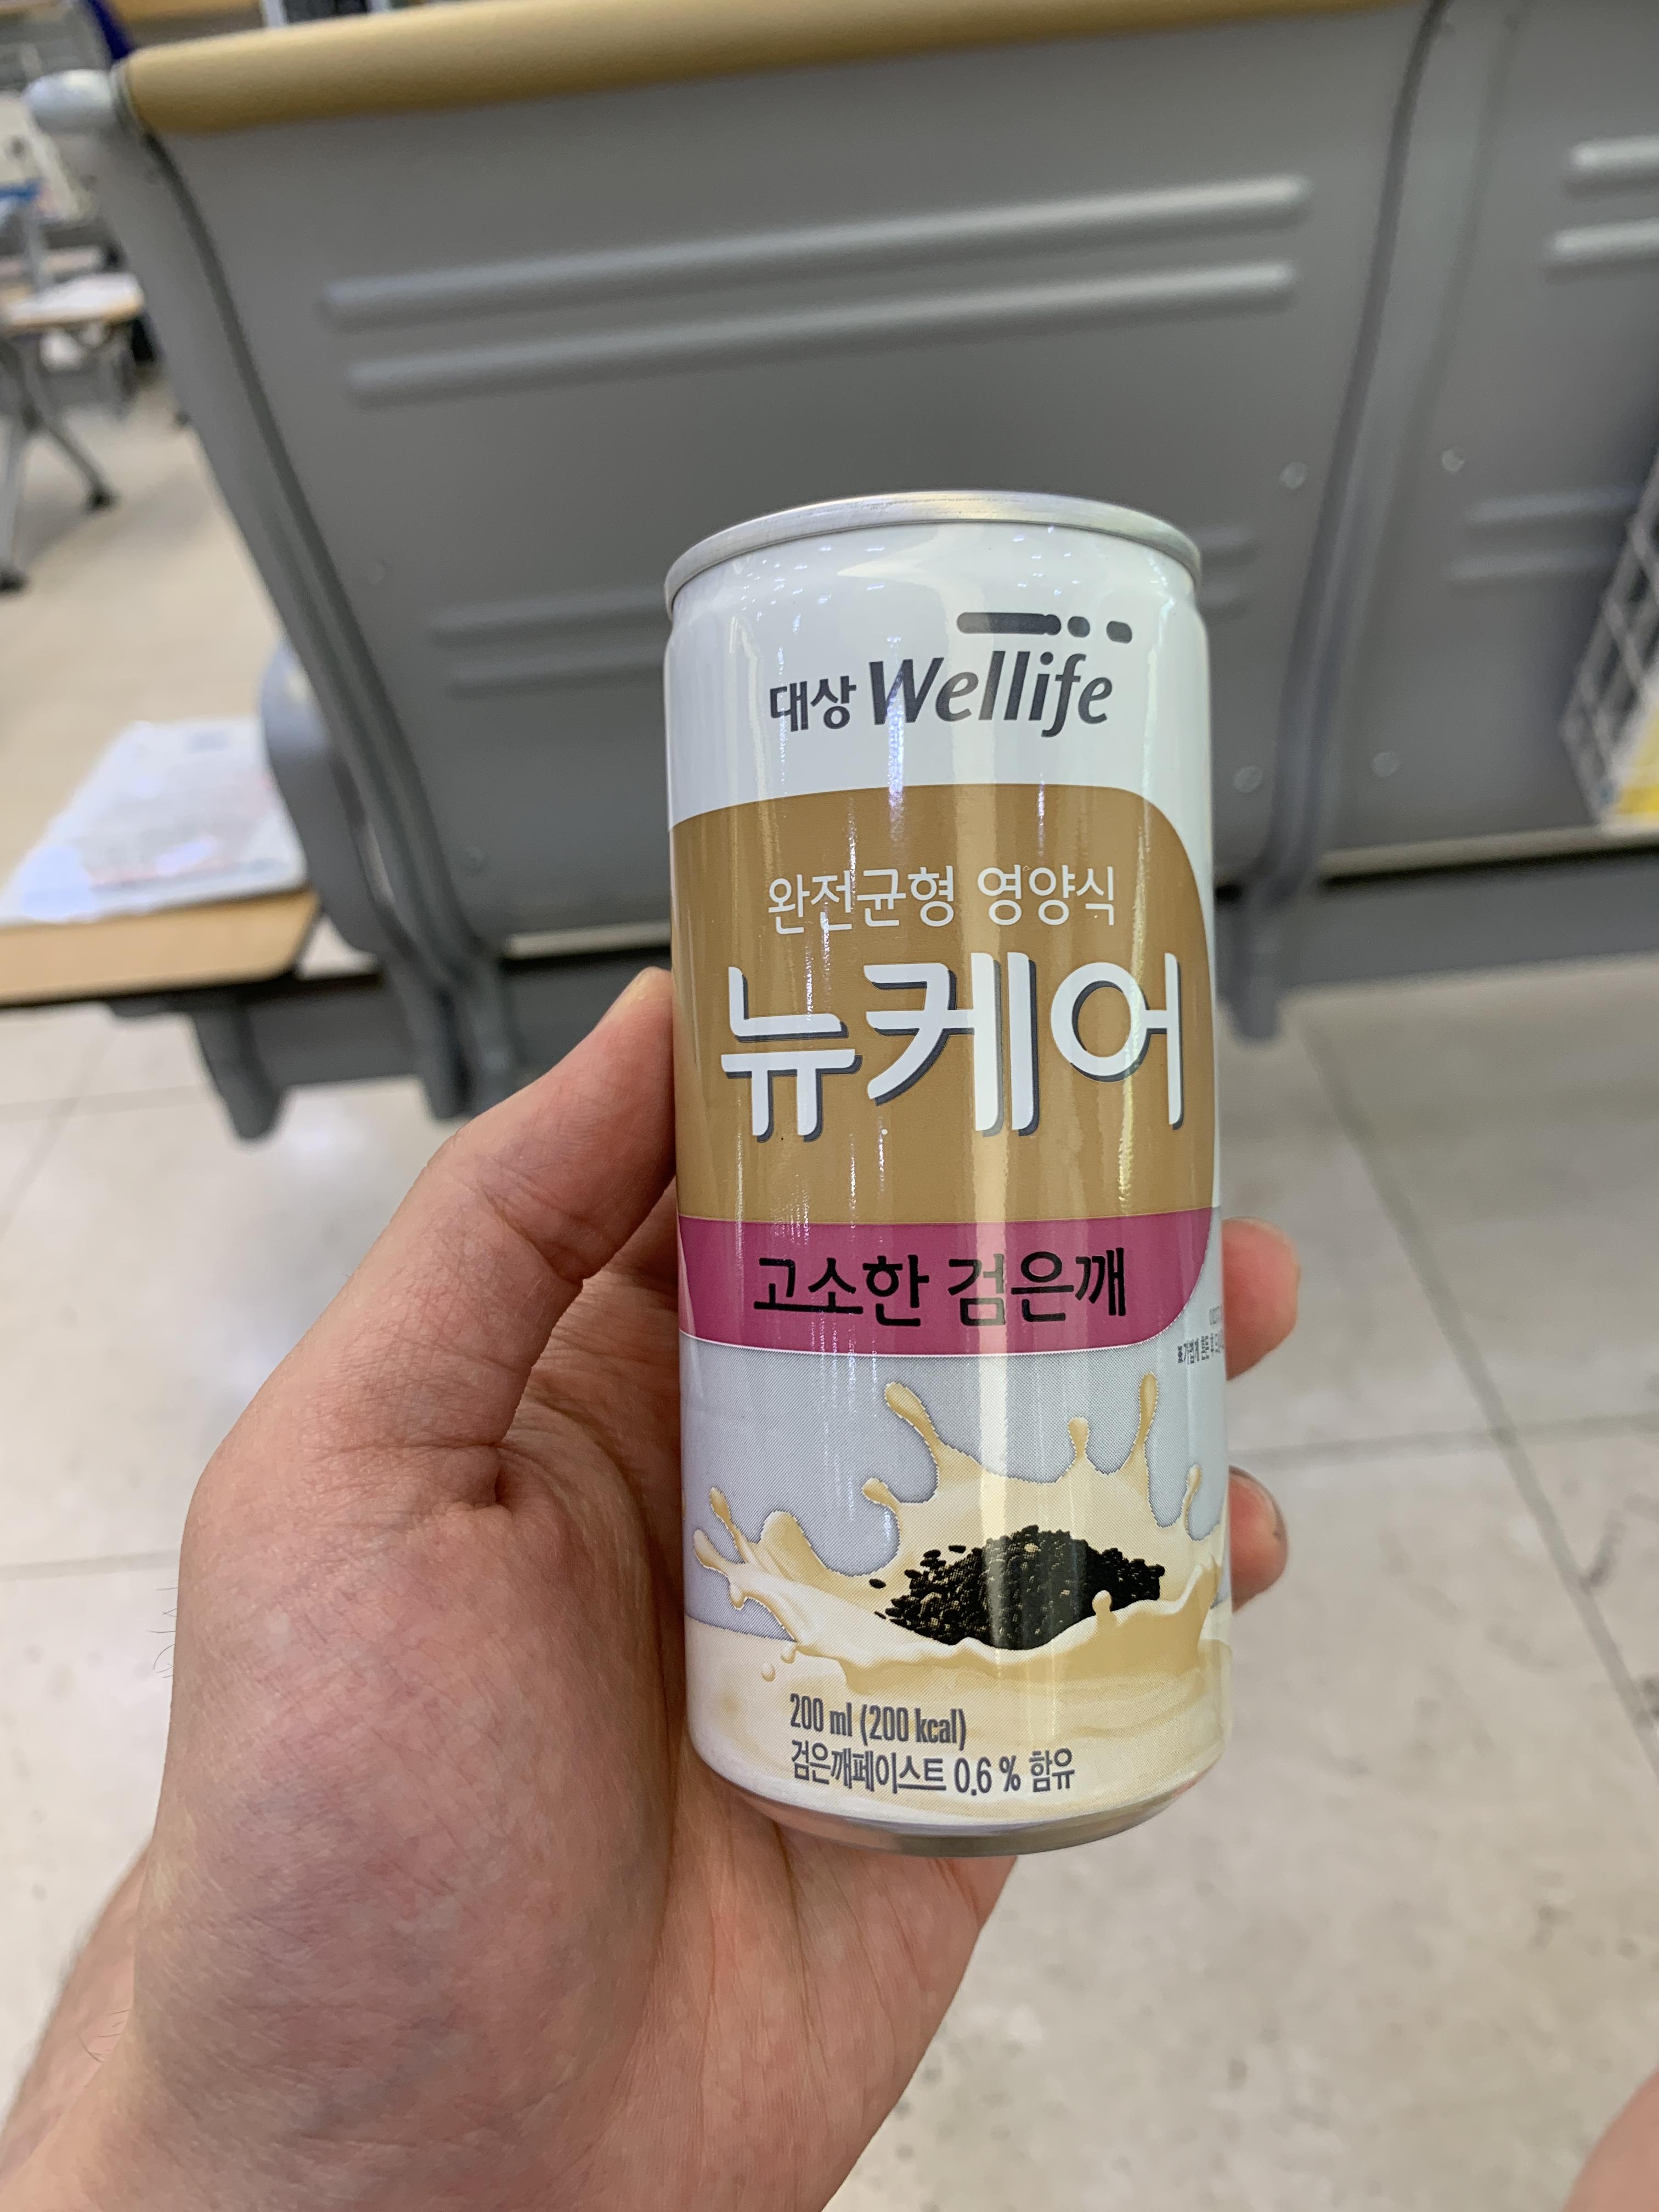 대상 Wellife
완전균형 영양식
뉴케어
고소한 검은깨
200 ml (200 kcal)
검은깨페이스트 0.6 % 함유